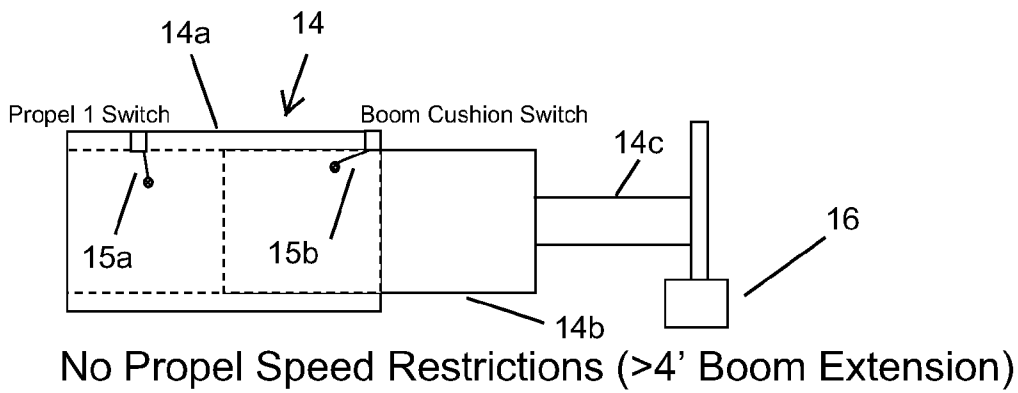 14a
14
Propel 1 Switch
Boom Cushion Switch
14c
15a
15b
16
14b
No Propel Speed Restrictions (>4’ Boom Extension)